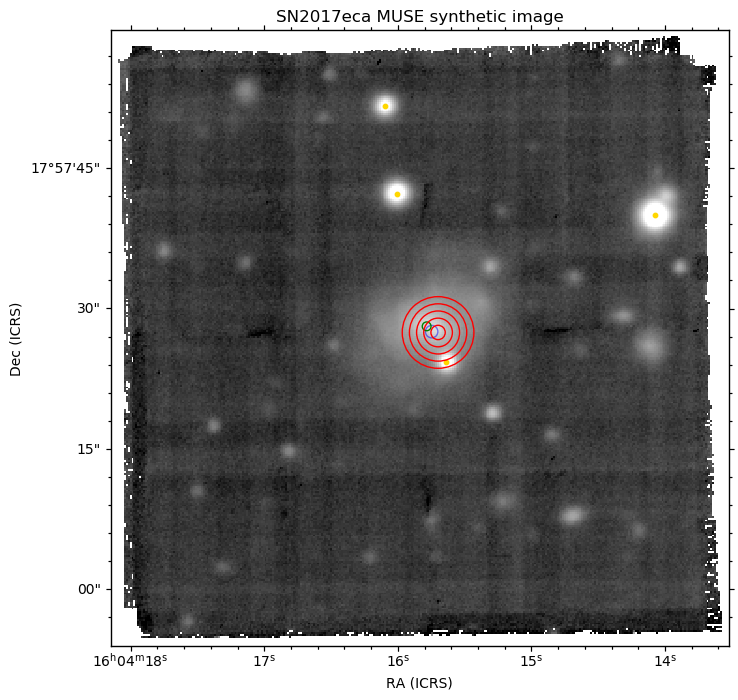 SN2017eca MUSE synthetic image
17°57'45"
30"
15"
00"
Dec (ICRS)
16ʰ04ᵐ18ˢ
17ˢ
16ˢ
15ˢ
14ˢ
RA (ICRS)